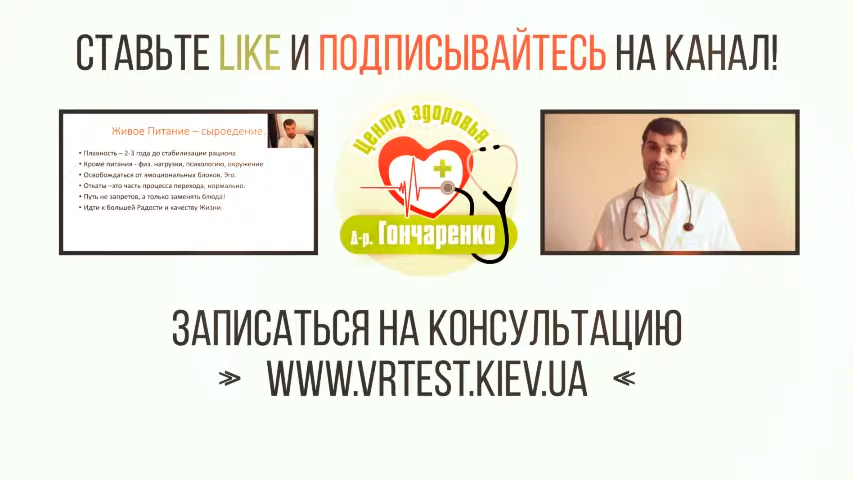 СТАВЬТЕ LIKE И ПОДПИСЫВАЙТЕСЬ НА КАНАЛ!
Живое Питание – сыроедение.
• Плавность – 2-3 года до стабилизации рациона
• Кроме питания - физ. нагрузки, психологию, окружение
• Освобождаться от эмоциональных блоков. Эго.
• Откаты –это часть процесса перехода, нормально.
• Путь не запретов, а только заменять блюда!
• Идти к большей Радости и качеству Жизни.
Центр здоровья
Д-р. Гончаренко
ЗАПИСАТЬСЯ НА КОНСУЛЬТАЦИЮ
» WWW.VRTEST.KIEV.UA «